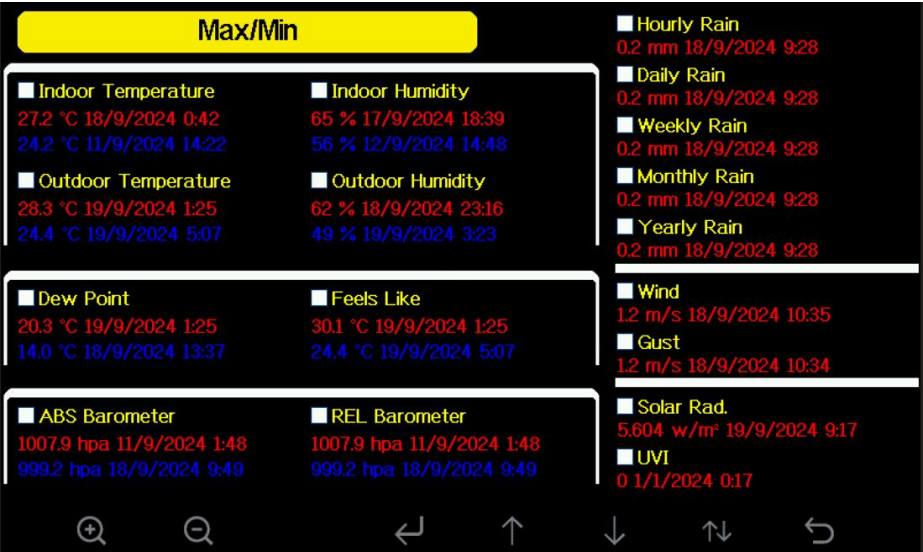 Max/Min
Indoor Temperature
27.2 °C 18/9/2024 0:42
24.2 °C 11/9/2024 14:22
Indoor Humidity
65 % 17/9/2024 18:39
56 % 12/9/2024 14:48
Outdoor Temperature
28.3 °C 19/9/2024 1:25
24.4 °C 19/9/2024 5:07
Outdoor Humidity
62 % 18/9/2024 23:16
49 % 19/9/2024 3:23
Dew Point
20.3 °C 19/9/2024 1:25
14.0 °C 18/9/2024 13:37
Feels Like
30.1 °C 19/9/2024 1:25
24.4 °C 19/9/2024 5:07
ABS Barometer
1007.9 hpa 11/9/2024 1:48
999.2 hpa 18/9/2024 9:49
REL Barometer
1007.9 hpa 11/9/2024 1:48
999.2 hpa 18/9/2024 9:49
Hourly Rain
0.2 mm 18/9/2024 9:28
Daily Rain
0.2 mm 18/9/2024 9:28
Weekly Rain
0.2 mm 18/9/2024 9:28
Monthly Rain
0.2 mm 18/9/2024 9:28
Yearly Rain
0.2 mm 18/9/2024 9:28
Wind
1.2 m/s 18/9/2024 10:35
Gust
1.2 m/s 18/9/2024 10:34
Solar Rad.
5.604 w/m² 19/9/2024 9:17
UVI
0 1/1/2024 0:17